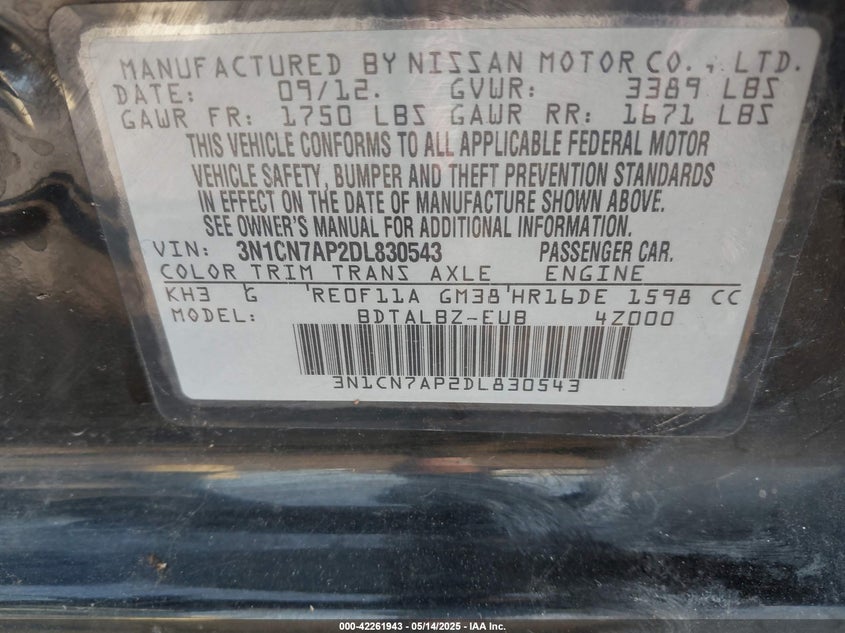 MANUFACTURED BY NISSAN MOTOR CO., LTD.
DATE: 09/12. GVWR: 3389 LBS
GAWR FR: 1750 LBS GAWR RR: 1671 LBS
THIS VEHICLE CONFORMS TO ALL APPLICABLE FEDERAL MOTOR
VEHICLE SAFETY, BUMPER AND THEFT PREVENTION STANDARDS
IN EFFECT ON THE DATE OF MANUFACTURE SHOWN ABOVE.
SEE OWNER'S MANUAL FOR ADDITIONAL INFORMATION.
VIN: 3N1CN7AP2DL830543 PASSENGER CAR.
COLOR TRIM TRANS AXLE ENGINE
KH3 G RE0F11A GM38 HR16DE 1598 CC
MODEL: BDTALBZ-EUB 4Z000
3N1CN7AP2DL830543
000-42261943 - 05/14/2025 - IAA Inc.